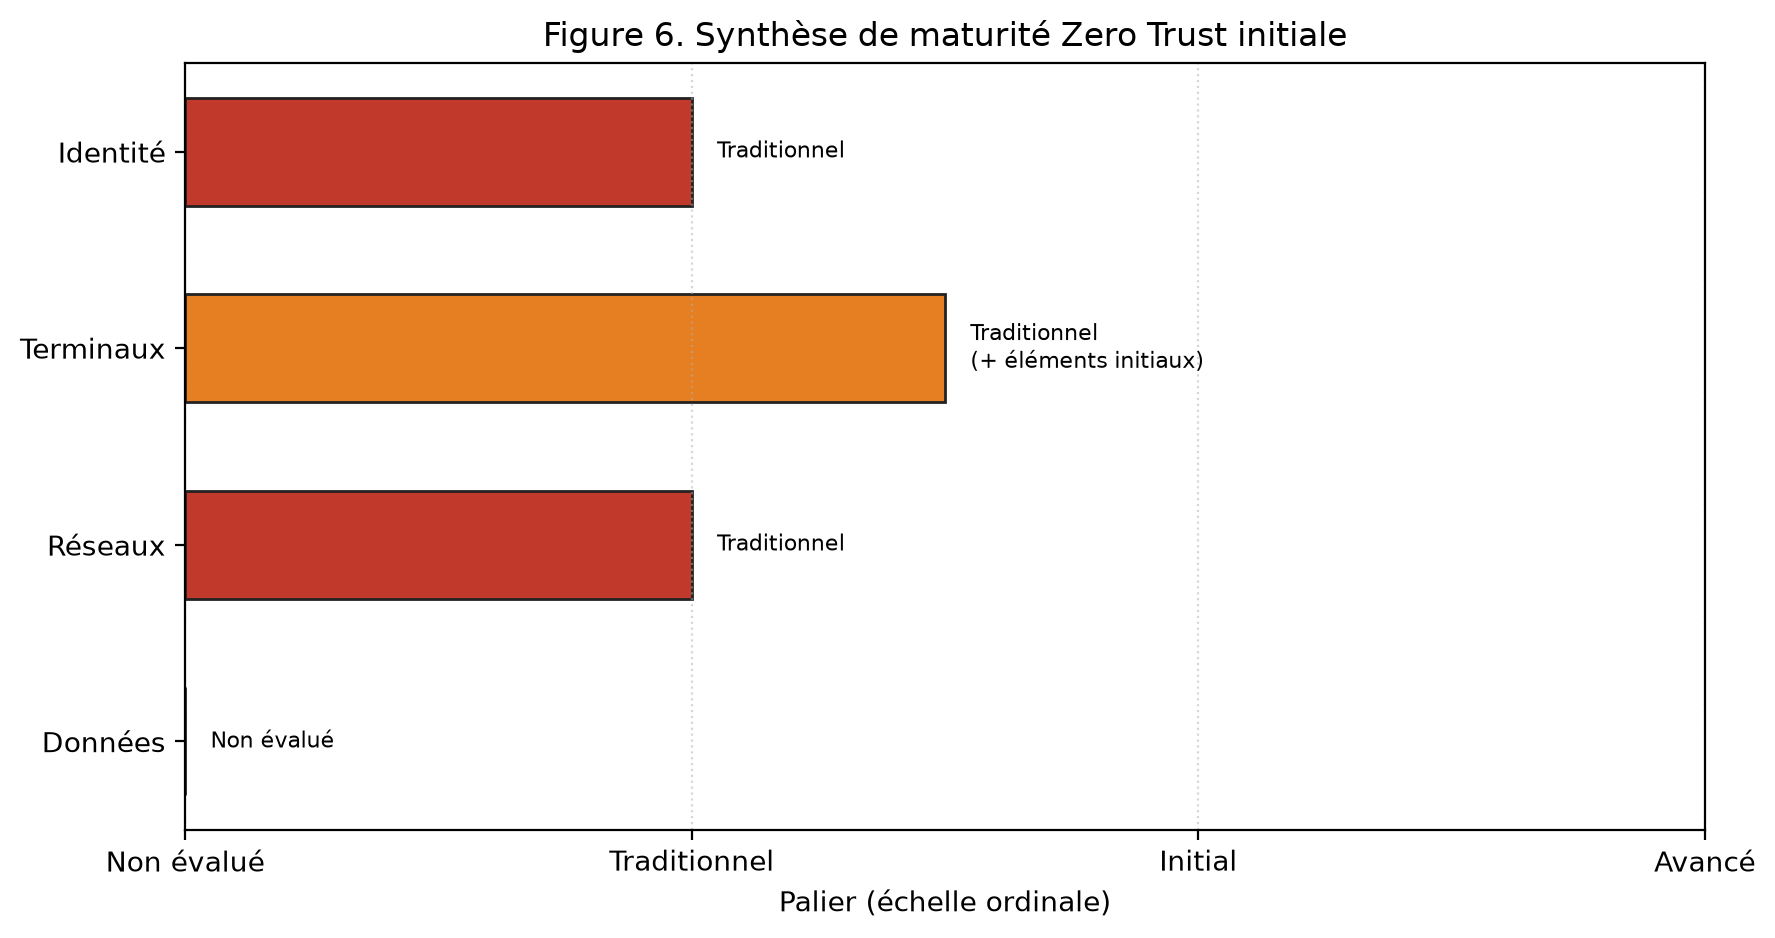 Figure 6. Synthèse de maturité Zero Trust initiale
Identité
Traditionnel
Terminaux
Traditionnel
(+ éléments initiaux)
Réseaux
Traditionnel
Données
Non évalué
Non évalué
Traditionnel
Initial
Avancé
Palier (échelle ordinale)